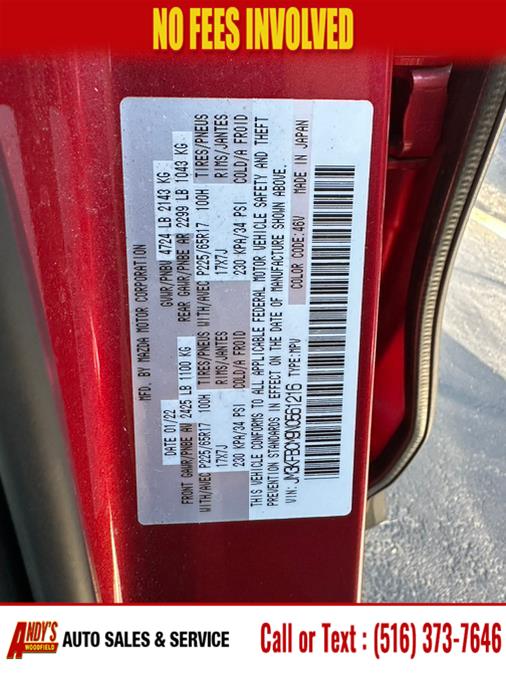 NO FEES INVOLVED
MFD. BY MAZDA MOTOR CORPORATION
DATE 01/22 GVWR/PNBV 4724 LB 2143 KG
FRONT GAWR/PNBE AV 2425 LB 1100 KG REAR GAWR/PNBE AR 2299 LB 1043 KG
WITH/AVEC P225/65R17 100H TIRES/PNEUS WITH/AVEC P225/65R17 100H TIRES/PNEUS
17X7J RIMS/JANTES 17X7J RIMS/JANTES
230 KPA/34 PSI COLD/A FROID 230 KPA/34 PSI COLD/A FROID
THIS VEHICLE CONFORMS TO ALL APPLICABLE FEDERAL MOTOR VEHICLE SAFETY AND THEFT
PREVENTION STANDARDS IN EFFECT ON THE DATE OF MANUFACTURE SHOWN ABOVE.
VIN: JM3KFBCM9N0561216 TYPE:MPV COLOR CODE:46V MADE IN JAPAN
ANDY'S
WOODFIELD
AUTO SALES & SERVICE
Call or Text : (516) 373-7646